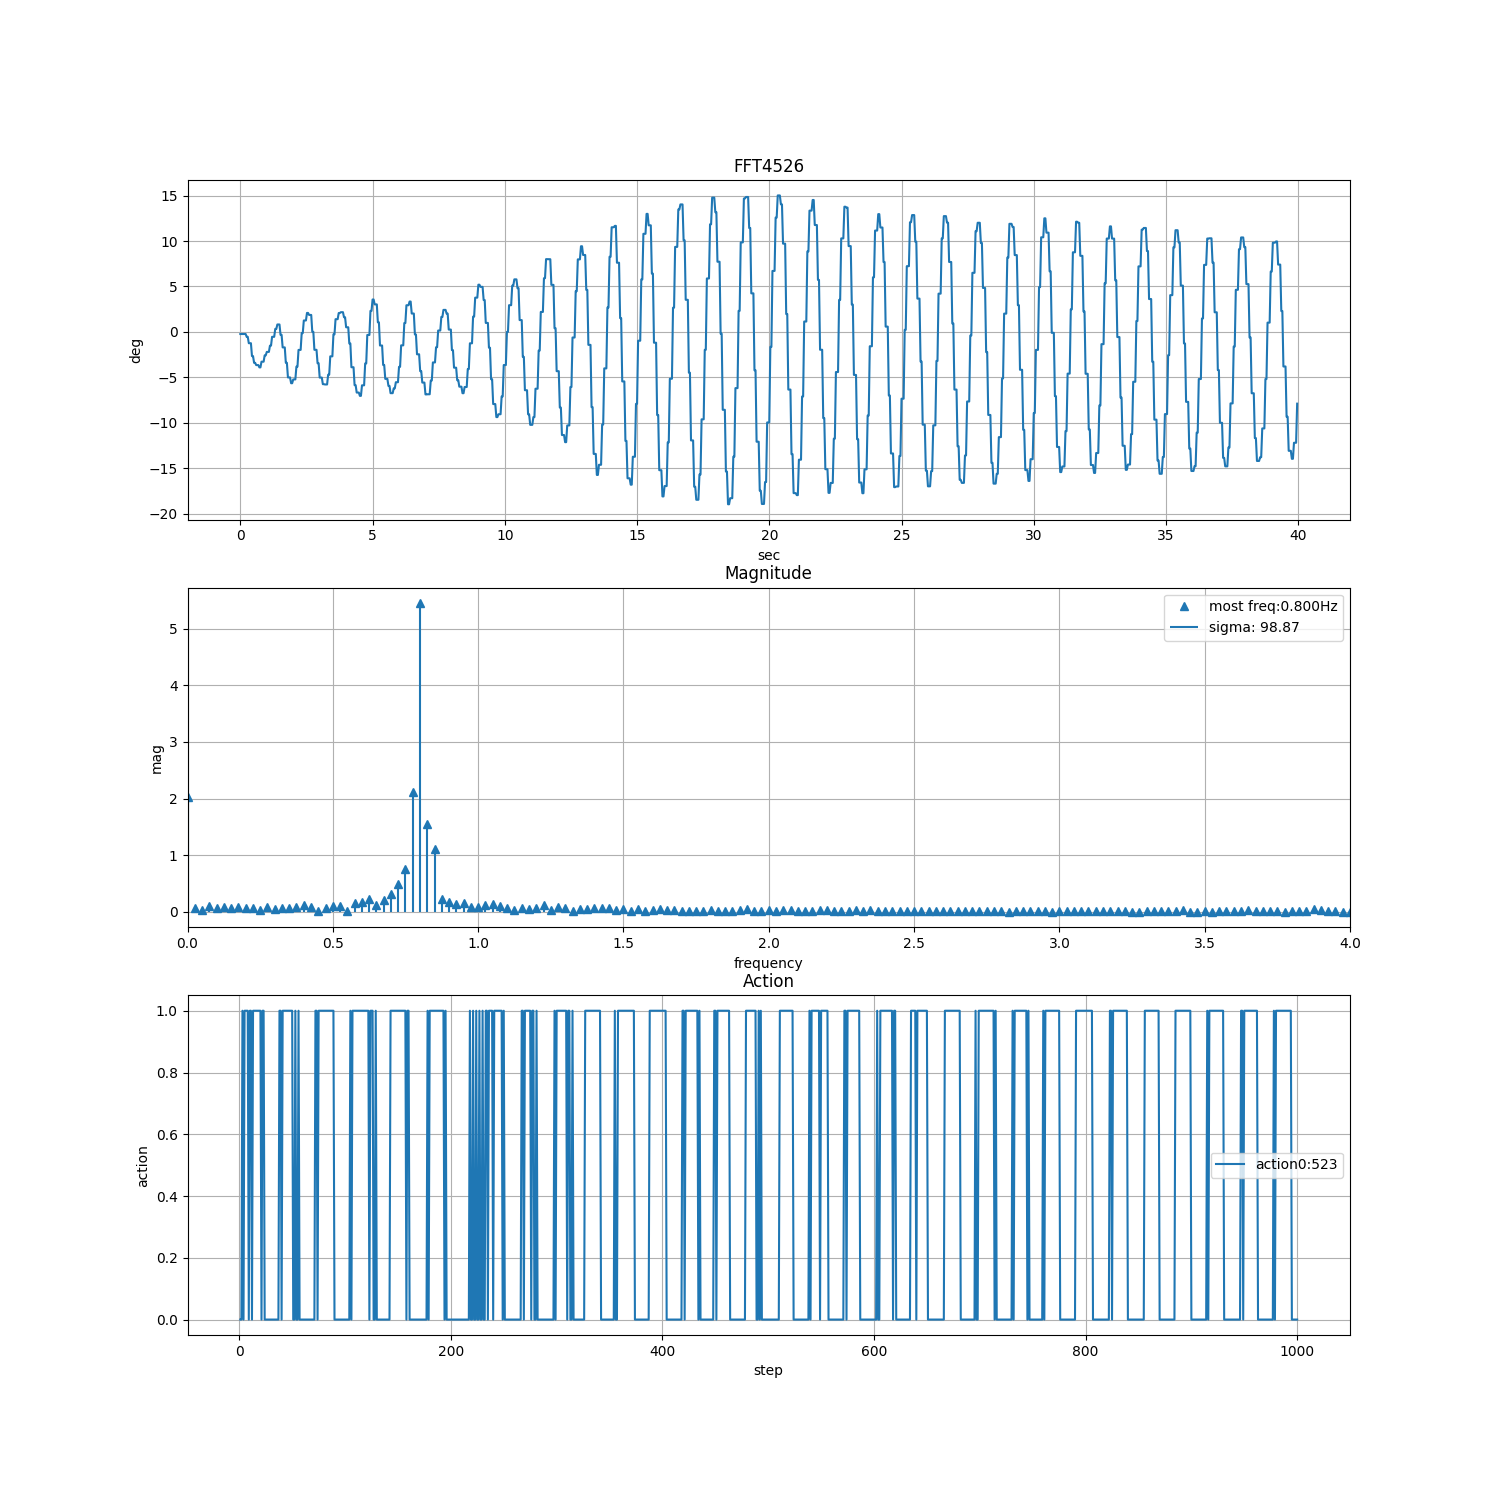 FFT4526
15
10
5
0
−5
−10
−15
−20
deg
0 5 10 15 20 25 30 35 40
sec
Magnitude
most freq:0.800Hz
sigma: 98.87
5
4
3
2
1
0
mag
0.0 0.5 1.0 1.5 2.0 2.5 3.0 3.5 4.0
frequency
Action
1.0
0.8
0.6
0.4
0.2
0.0
action
action0:523
0 200 400 600 800 1000
step